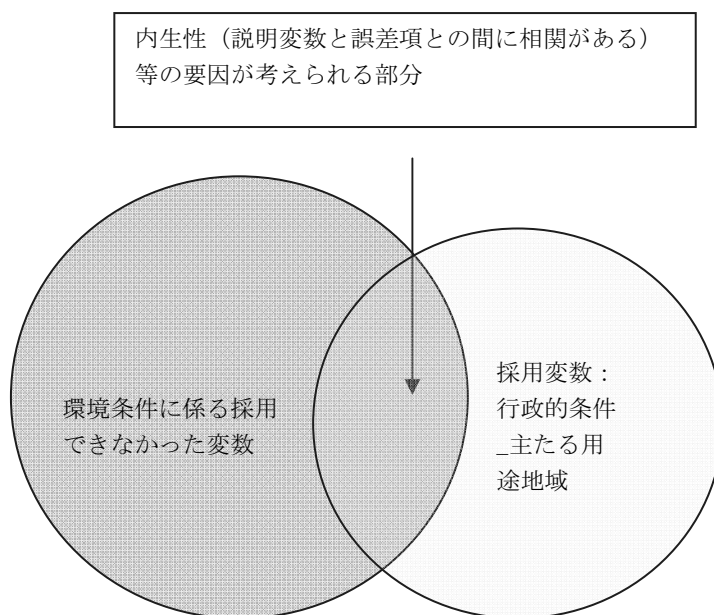 内生性（説明変数と誤差項との間に相関がある）
等の要因が考えられる部分
環境条件に係る採用
できなかった変数
採用変数：
行政的条件
_主たる用
途地域